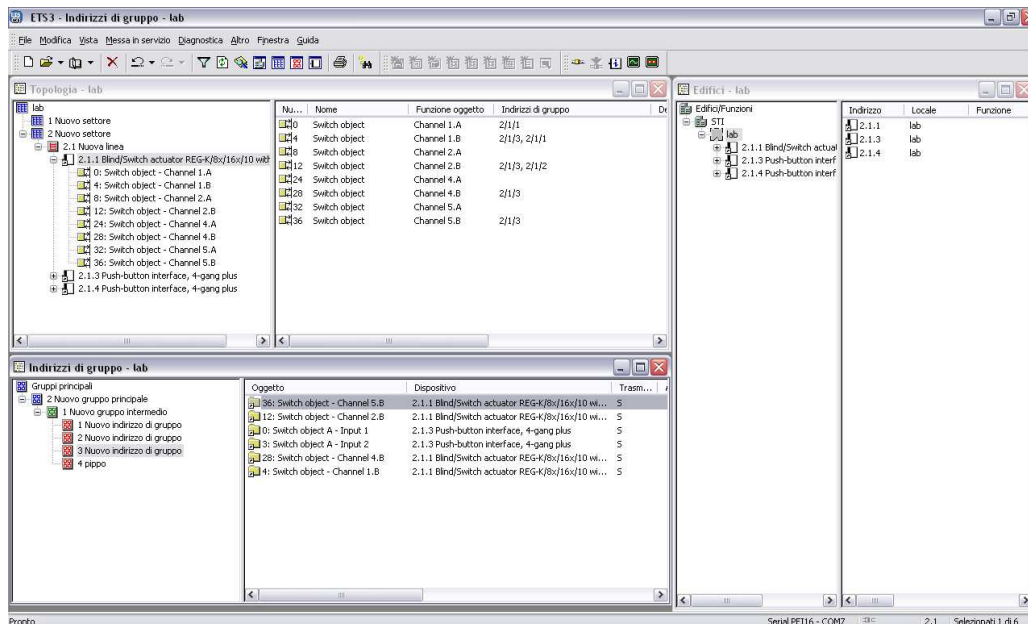 ETS3 - Indirizzi di gruppo - lab
File Modifica Vista Messa in servizio Diagnostica Altro Finestra Guida
Topologia - lab
lab
1 Nuovo settore
2 Nuovo settore
2.1 Nuova linea
2.1.1 Blind/Switch actuator REG-K/8x/16x/10 with
0: Switch object - Channel 1.A
4: Switch object - Channel 1.B
8: Switch object - Channel 2.A
12: Switch object - Channel 2.B
24: Switch object - Channel 4.A
28: Switch object - Channel 4.B
32: Switch object - Channel 5.A
36: Switch object - Channel 5.B
2.1.3 Push-button interface, 4-gang plus
2.1.4 Push-button interface, 4-gang plus
Nu... Nome Funzione oggetto Indirizzi di gruppo De
0 Switch object Channel 1.A 2/1/1
4 Switch object Channel 1.B 2/1/3, 2/1/1
8 Switch object Channel 2.A
12 Switch object Channel 2.B 2/1/3, 2/1/2
24 Switch object Channel 4.A
28 Switch object Channel 4.B 2/1/3
32 Switch object Channel 5.A
36 Switch object Channel 5.B 2/1/3
Edifici - lab
Edifici/Funzioni
STI
lab
2.1.1 Blind/Switch actuat
2.1.3 Push-button interf
2.1.4 Push-button interf
Indirizzo Locale Funzione
2.1.1 lab
2.1.3 lab
2.1.4 lab
Indirizzi di gruppo - lab
Gruppi principali
2 Nuovo gruppo principale
1 Nuovo gruppo intermedio
1 Nuovo indirizzo di gruppo
2 Nuovo indirizzo di gruppo
3 Nuovo indirizzo di gruppo
4 pippo
Oggetto Dispositivo Trasm...
36: Switch object - Channel 5.B 2.1.1 Blind/Switch actuator REG-K/8x/16x/10 wi... S
12: Switch object - Channel 2.B 2.1.1 Blind/Switch actuator REG-K/8x/16x/10 wi... S
0: Switch object A - Input 1 2.1.3 Push-button interface, 4-gang plus S
3: Switch object A - Input 2 2.1.3 Push-button interface, 4-gang plus S
28: Switch object - Channel 4.B 2.1.1 Blind/Switch actuator REG-K/8x/16x/10 wi... S
4: Switch object - Channel 1.B 2.1.1 Blind/Switch actuator REG-K/8x/16x/10 wi... S
Pronto Serial PEI16 - COM7 2.1 Selezionati 1 di 6